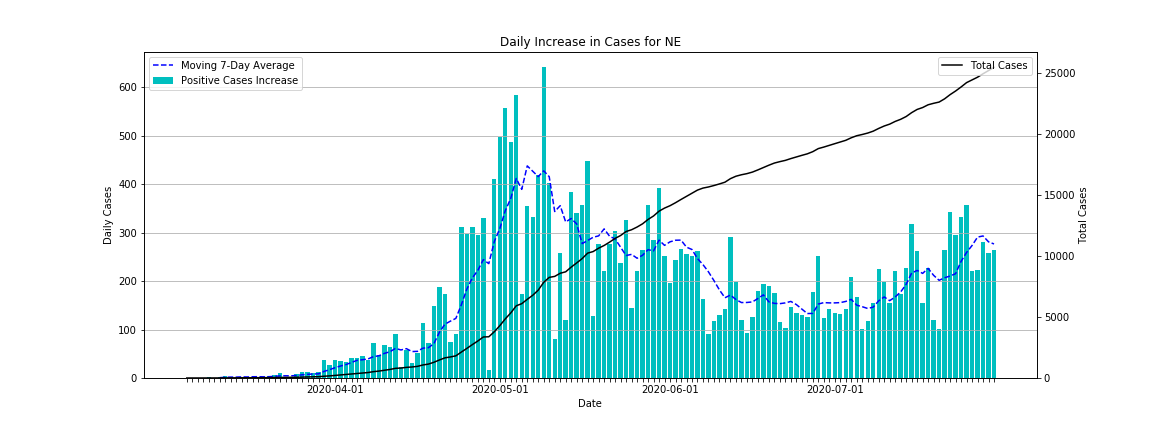 Daily Increase in Cases for NE
Moving 7-Day Average
Positive Cases Increase
Total Cases
600
500
400
300
200
100
0
Daily Cases
25000
20000
15000
10000
5000
0
Total Cases
2020-04-01 2020-05-01 2020-06-01 2020-07-01
Date